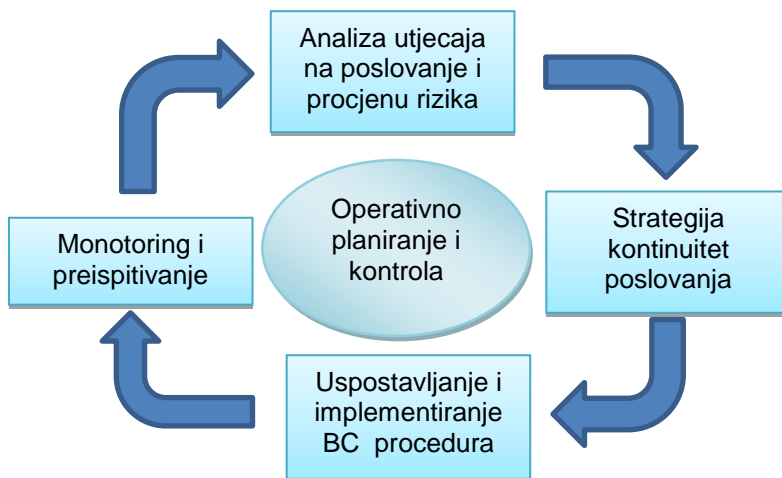 Analiza utjecaja
na poslovanje i
procjenu rizika
Operativno
planiranje i
kontrola
Strategija
kontinuitet
poslovanja
Monotoring i
preispitivanje
Uspostavljanje i
implementiranje
BC procedura